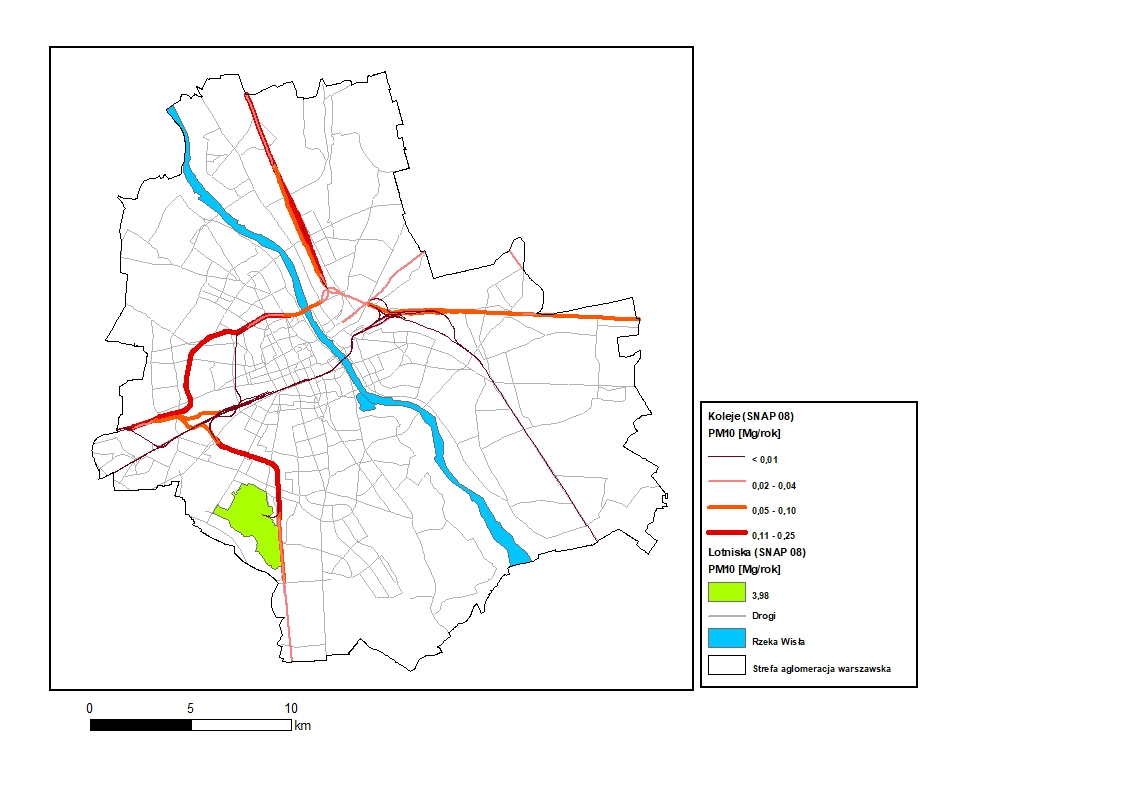 Koleje (SNAP 08)
PM10 [Mg/rok]
< 0,01
0,02 - 0,04
0,05 - 0,10
0,11 - 0,25
Lotniska (SNAP 08)
PM10 [Mg/rok]
3,98
Drogi
Rzeka Wisła
Strefa aglomeracja warszawska
0 5 10
km